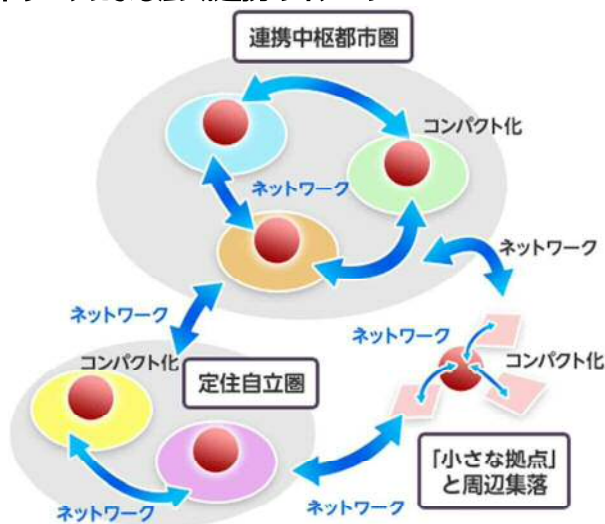 連携中枢都市圏
コンパクト化
ネットワーク
ネットワーク
ネットワーク
ネットワーク
コンパクト化
コンパクト化
定住自立圏
「小さな拠点」
と周辺集落
ネットワーク
ネットワーク